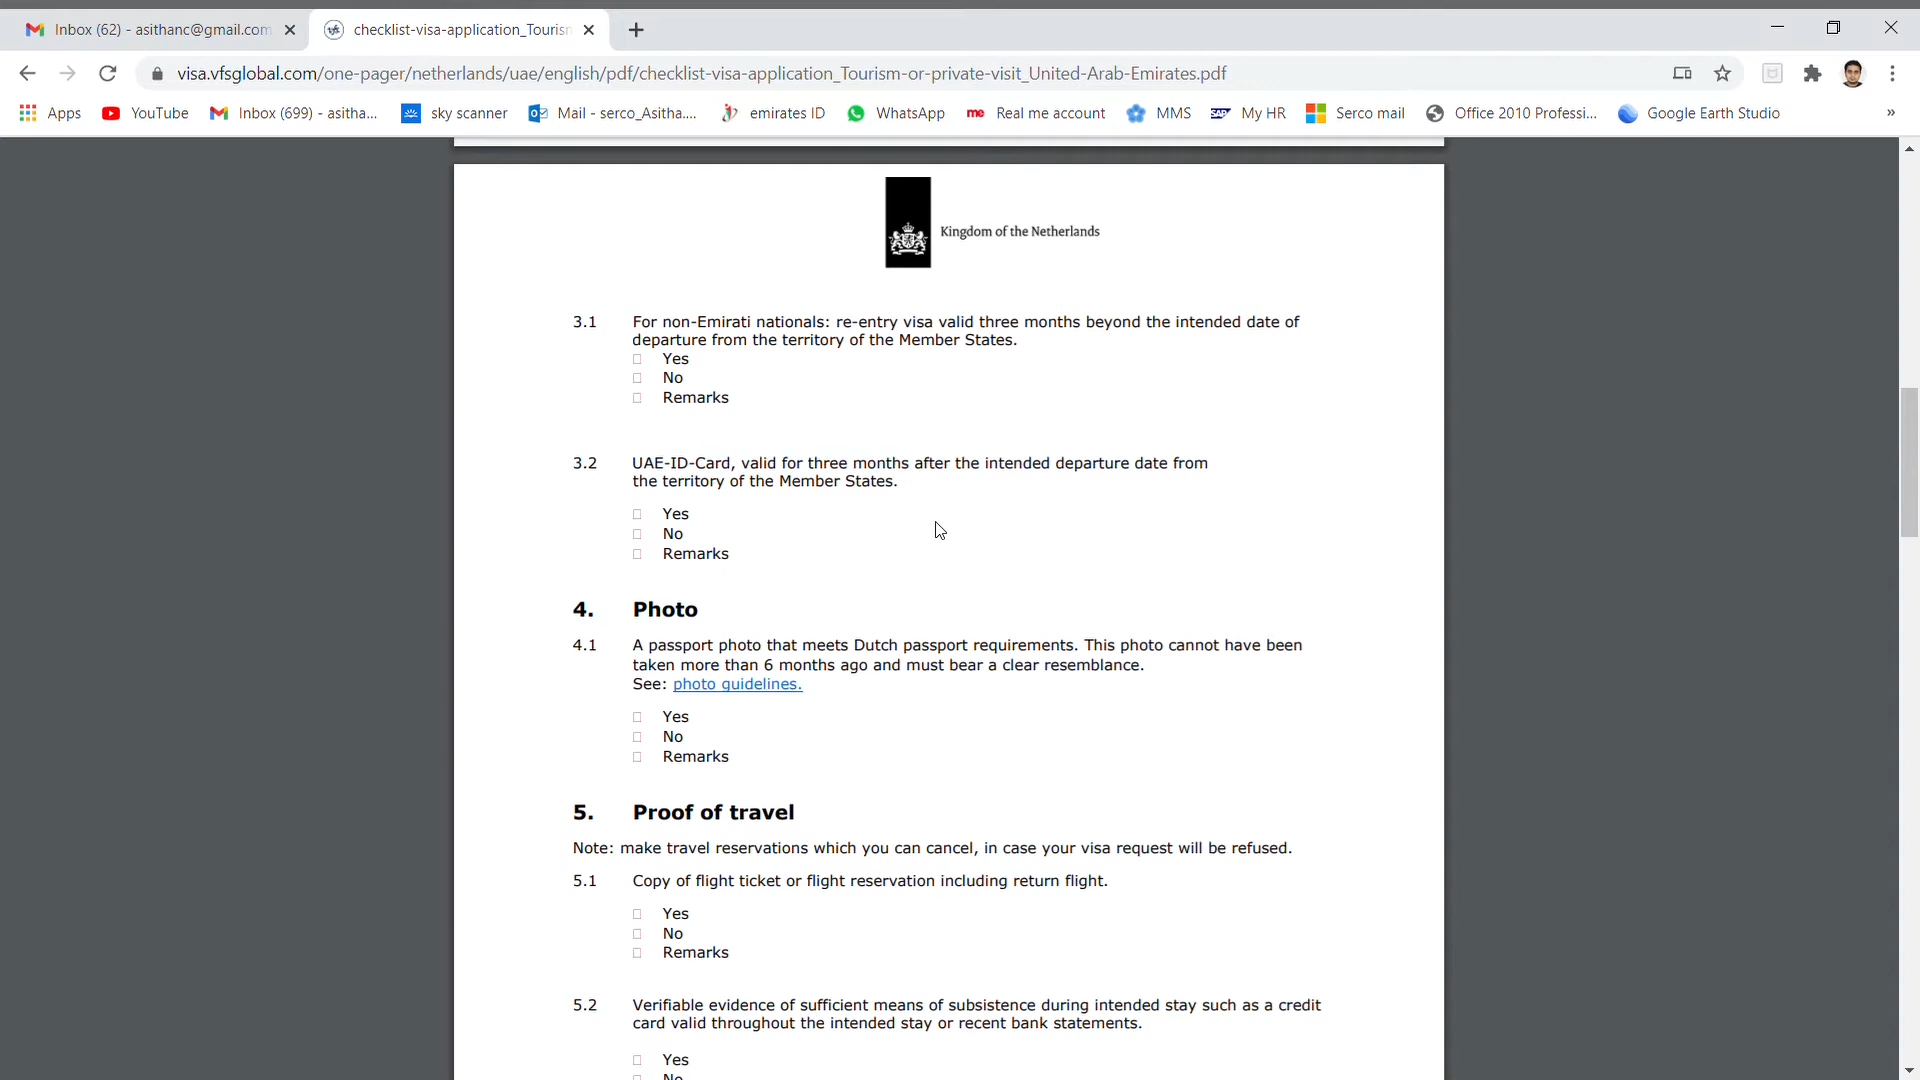 Inbox (62) - asithanc@gmail.com
checklist-visa-application_Tourism
visa.vfsglobal.com/one-pager/netherlands/uae/english/pdf/checklist-visa-application_Tourism-or-private-visit_United-Arab-Emirates.pdf
Apps YouTube Inbox (699) - asitha... sky scanner Mail - serco_Asitha.... emirates ID WhatsApp me Real me account MMS SAP My HR Serco mail Office 2010 Professi... Google Earth Studio »
Kingdom of the Netherlands
3.1 For non-Emirati nationals: re-entry visa valid three months beyond the intended date of
departure from the territory of the Member States.
Yes
No
Remarks
3.2 UAE-ID-Card, valid for three months after the intended departure date from
the territory of the Member States.
Yes
No
Remarks
4. Photo
4.1 A passport photo that meets Dutch passport requirements. This photo cannot have been
taken more than 6 months ago and must bear a clear resemblance.
See: photo guidelines.
Yes
No
Remarks
5. Proof of travel
Note: make travel reservations which you can cancel, in case your visa request will be refused.
5.1 Copy of flight ticket or flight reservation including return flight.
Yes
No
Remarks
5.2 Verifiable evidence of sufficient means of subsistence during intended stay such as a credit
card valid throughout the intended stay or recent bank statements.
Yes
No